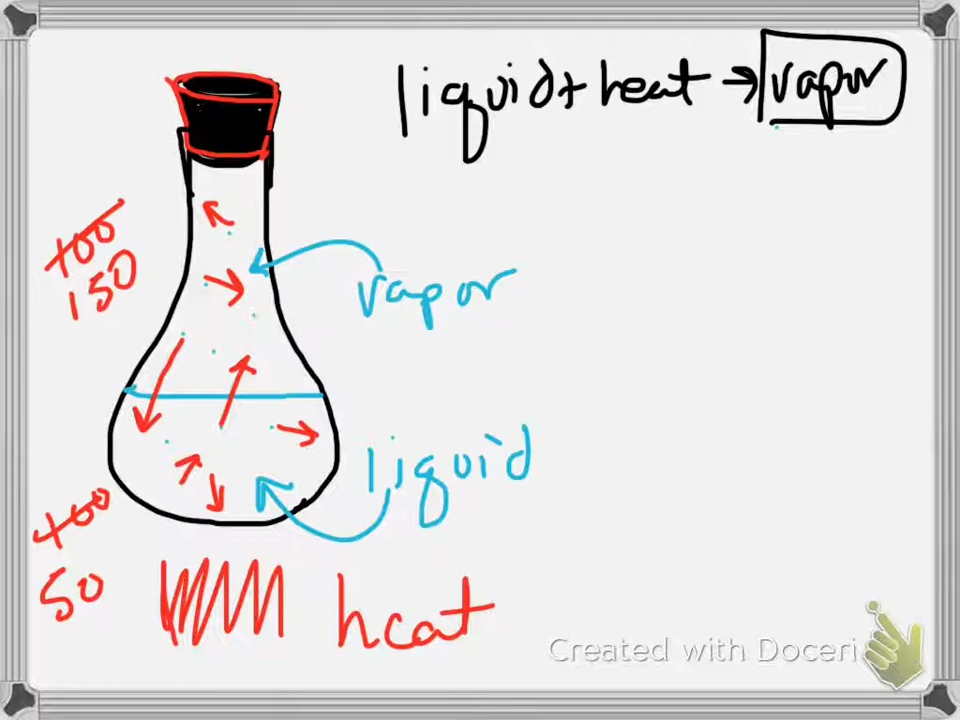 liquid + heat → vapor
100
150
vapor
liquid
100
50
heat
Created with Doceri